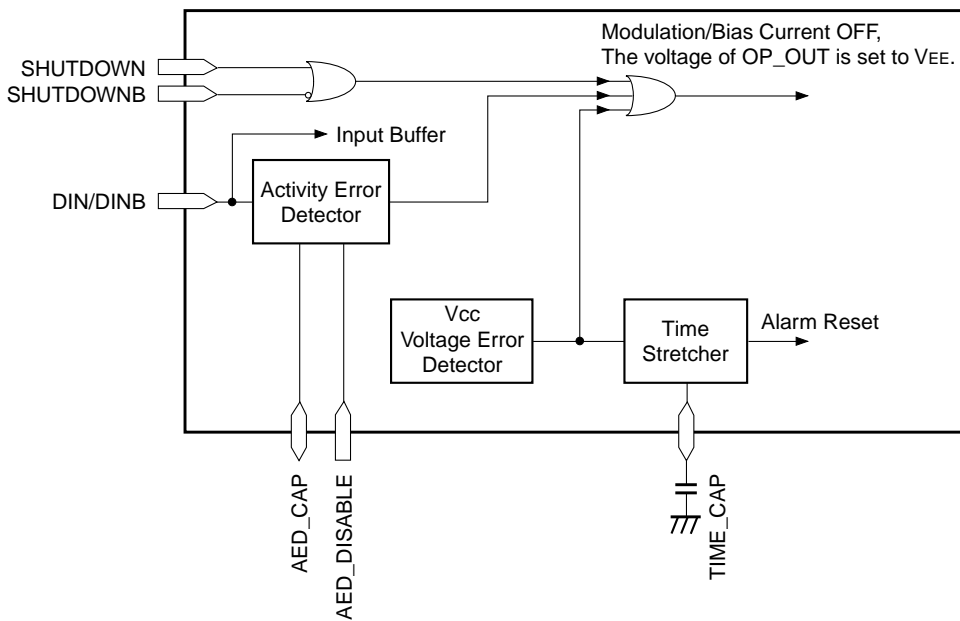 Modulation/Bias Current OFF,
The voltage of OP_OUT is set to VEE.
SHUTDOWN
SHUTDOWNB
Input Buffer
DIN/DINB
Activity Error
Detector
Vcc
Voltage Error
Detector
Time
Stretcher
Alarm Reset
AED_CAP
AED_DISABLE
TIME_CAP